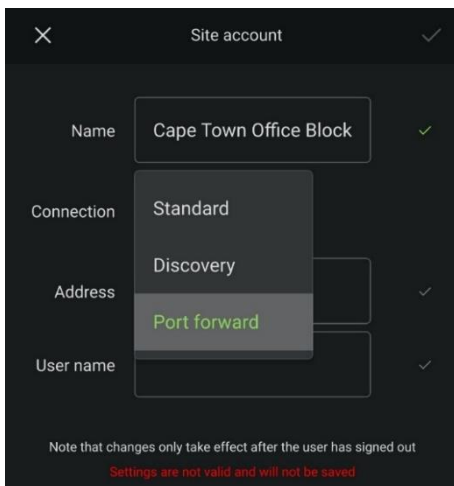 Site account
Name
Cape Town Office Block
Connection
Standard
Discovery
Address
Port forward
User name
Note that changes only take effect after the user has signed out
Settings are not valid and will not be saved